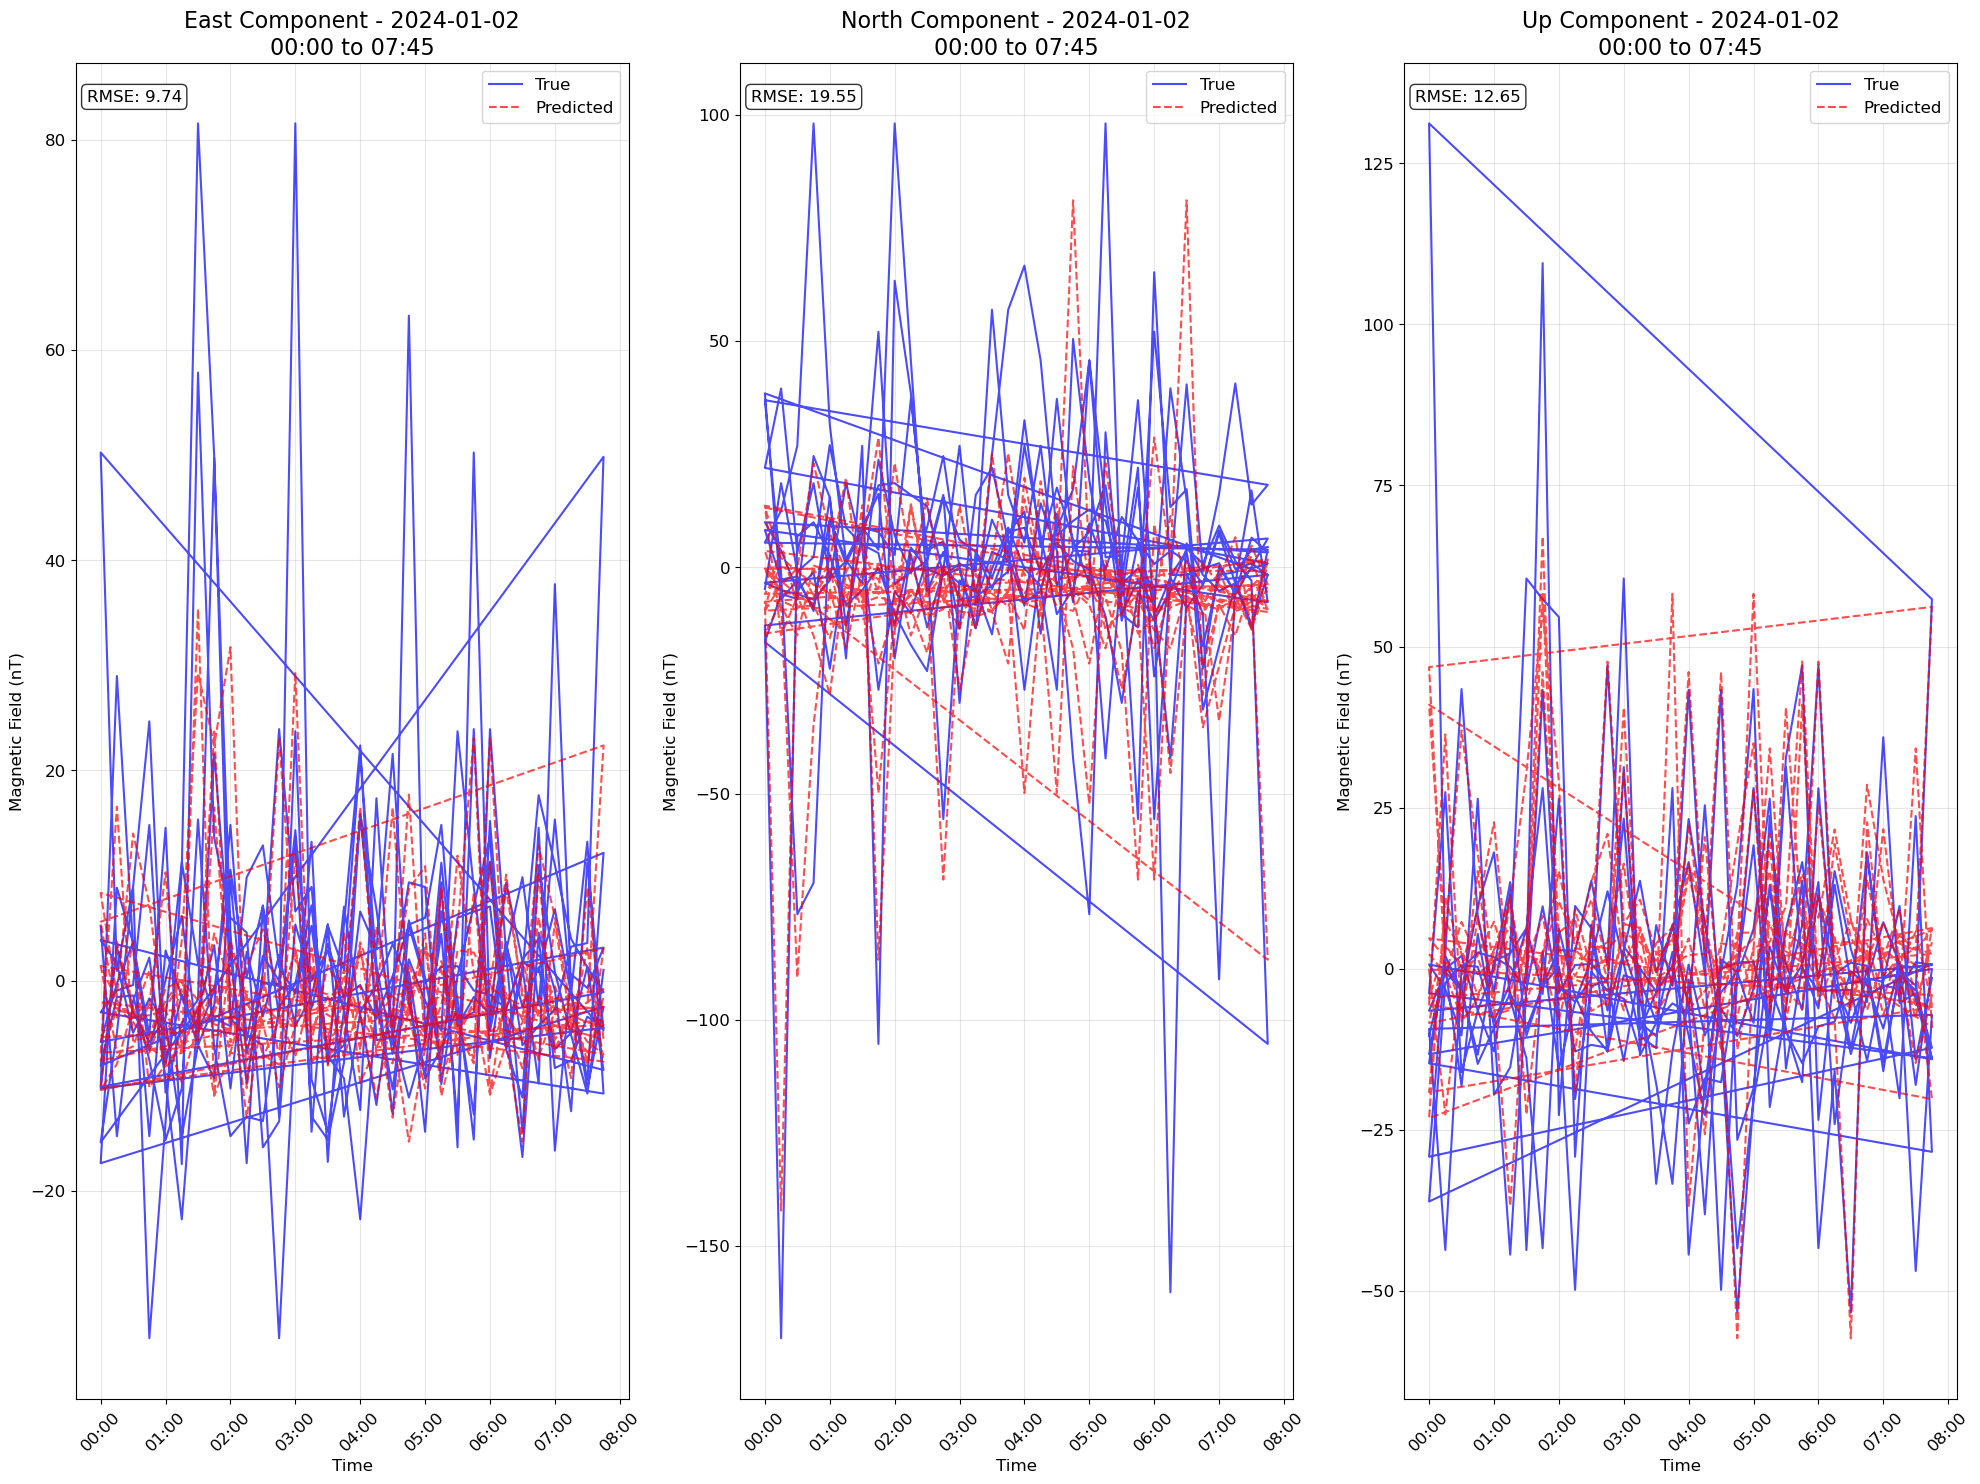 East Component - 2024-01-02
00:00 to 07:45
RMSE: 9.74
True
Predicted
80
60
40
20
0
−20
Magnetic Field (nT)
00:00
01:00
02:00
03:00
04:00
05:00
06:00
07:00
08:00
Time
North Component - 2024-01-02
00:00 to 07:45
RMSE: 19.55
True
Predicted
100
50
0
−50
−100
−150
Magnetic Field (nT)
00:00
01:00
02:00
03:00
04:00
05:00
06:00
07:00
08:00
Time
Up Component - 2024-01-02
00:00 to 07:45
RMSE: 12.65
True
Predicted
125
100
75
50
25
0
−25
−50
Magnetic Field (nT)
00:00
01:00
02:00
03:00
04:00
05:00
06:00
07:00
08:00
Time